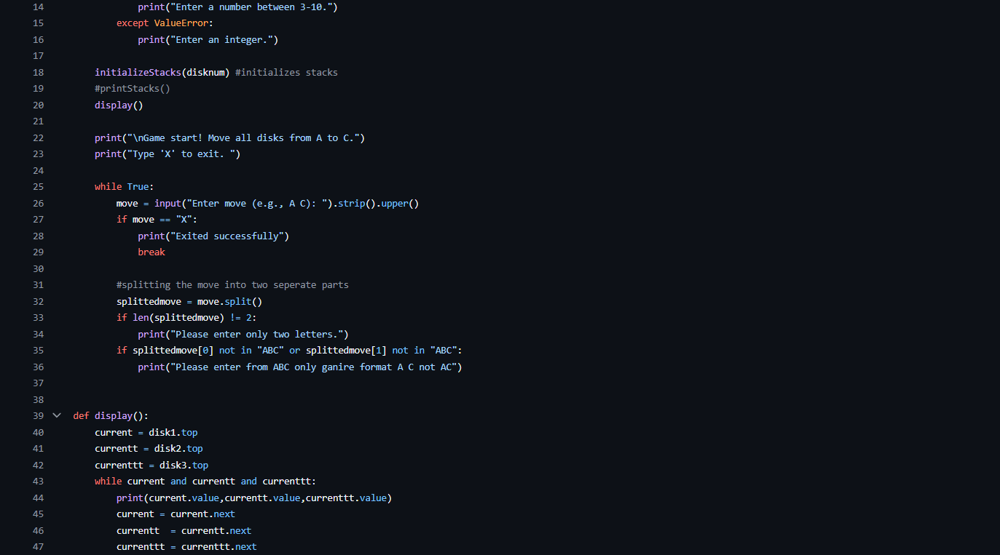 14 print("Enter a number between 3-10.")
15 except ValueError:
16 print("Enter an integer.")
17
18 initializeStacks(disknum) #initializes stacks
19 #printStacks()
20 display()
21
22 print("\nGame start! Move all disks from A to C.")
23 print("Type 'X' to exit. ")
24
25 while True:
26 move = input("Enter move (e.g., A C): ").strip().upper()
27 if move == "X":
28 print("Exited successfully")
29 break
30
31 #splitting the move into two seperate parts
32 splittedmove = move.split()
33 if len(splittedmove) != 2:
34 print("Please enter only two letters.")
35 if splittedmove[0] not in "ABC" or splittedmove[1] not in "ABC":
36 print("Please enter from ABC only ganire format A C not AC")
37
38
39 def display():
40 current = disk1.top
41 currentt = disk2.top
42 currenttt = disk3.top
43 while current and currentt and currenttt:
44 print(current.value,currentt.value,currenttt.value)
45 current = current.next
46 currentt  = currentt.next
47 currenttt = currenttt.next